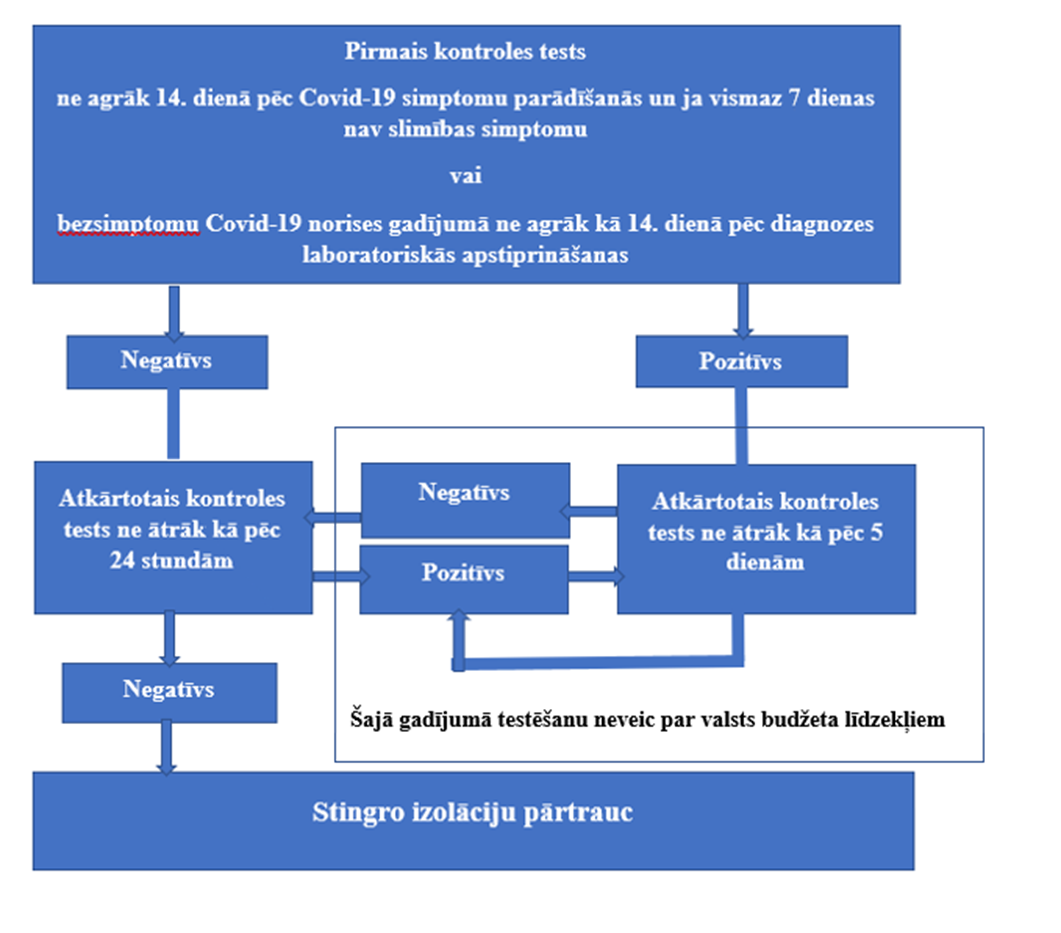 Pirmais kontroles tests
ne agrāk 14. dienā pēc Covid-19 simptomu parādīšanās un ja vismaz 7 dienas
nav slimības simptomu
vai
bezsimptomu Covid-19 norises gadījumā ne agrāk kā 14. dienā pēc diagnozes
laboratoriskās apstiprināšanas
Negatīvs
Pozitīvs
Atkārtotais kontroles
tests ne ātrāk kā pēc
24 stundām
Negatīvs
Pozitīvs
Atkārtotais kontroles
tests ne ātrāk kā pēc 5
dienām
Negatīvs
Šajā gadījumā testēšanu neveic par valsts budžeta līdzekļiem
Stingro izolāciju pārtrauc